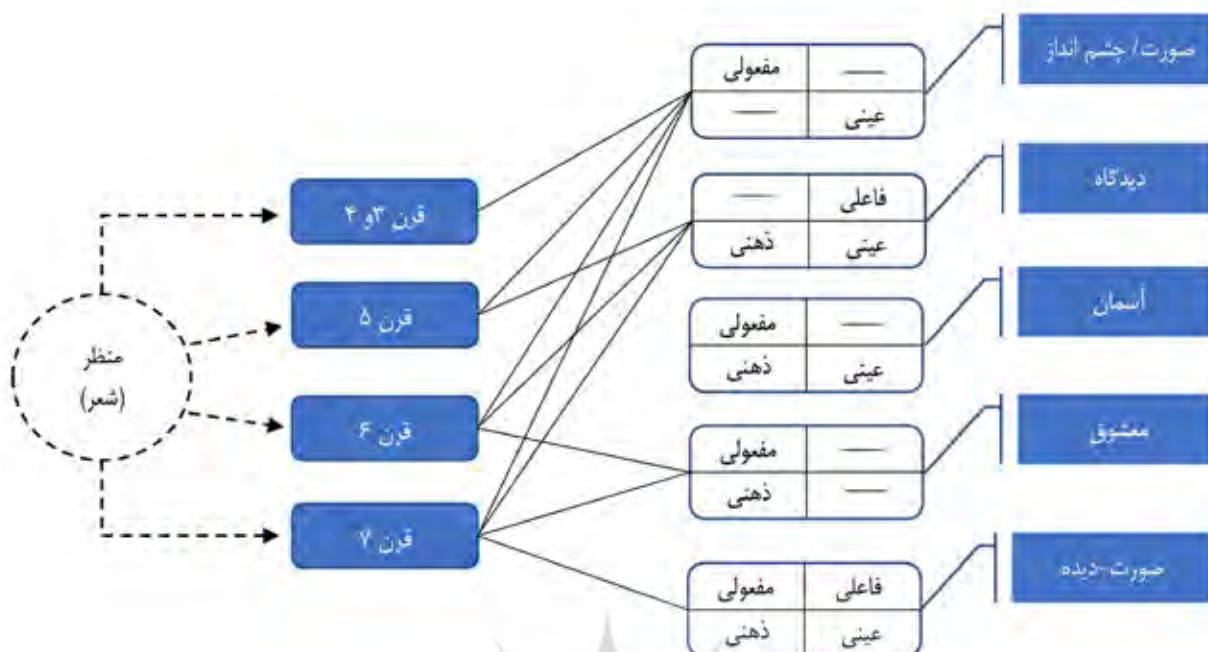 صورت/ چشم انداز
دیدگاه
آسمان
معشوق
صورت-دیده
— مفعولی
عینی —
فاعلی —
عینی ذهنی
— مفعولی
عینی ذهنی
— مفعولی
— ذهنی
فاعلی مفعولی
عینی ذهنی
قرن ۳و ۴
قرن ۵
قرن ۶
قرن ۷
منظر
(شعر)